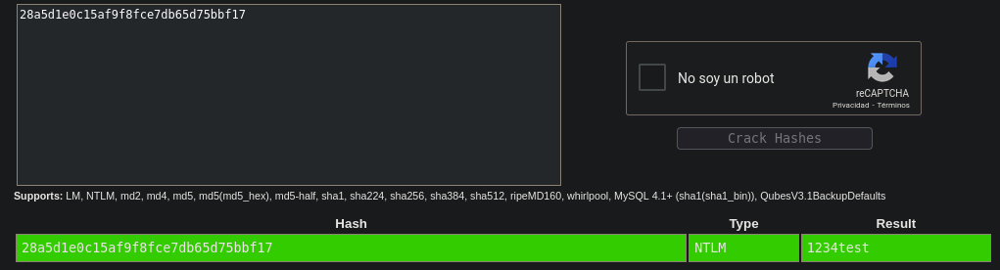 28a5d1e0c15af9f8fce7db65d75bbf17
No soy un robot
reCAPTCHA
Privacidad - Términos
Crack Hashes
Supports: LM, NTLM, md2, md4, md5, md5(md5_hex), md5-half, sha1, sha224, sha256, sha384, sha512, ripeMD160, whirlpool, MySQL 4.1+ (sha1(sha1_bin)), QubesV3.1BackupDefaults
Hash Type Result
28a5d1e0c15af9f8fce7db65d75bbf17 NTLM 1234test